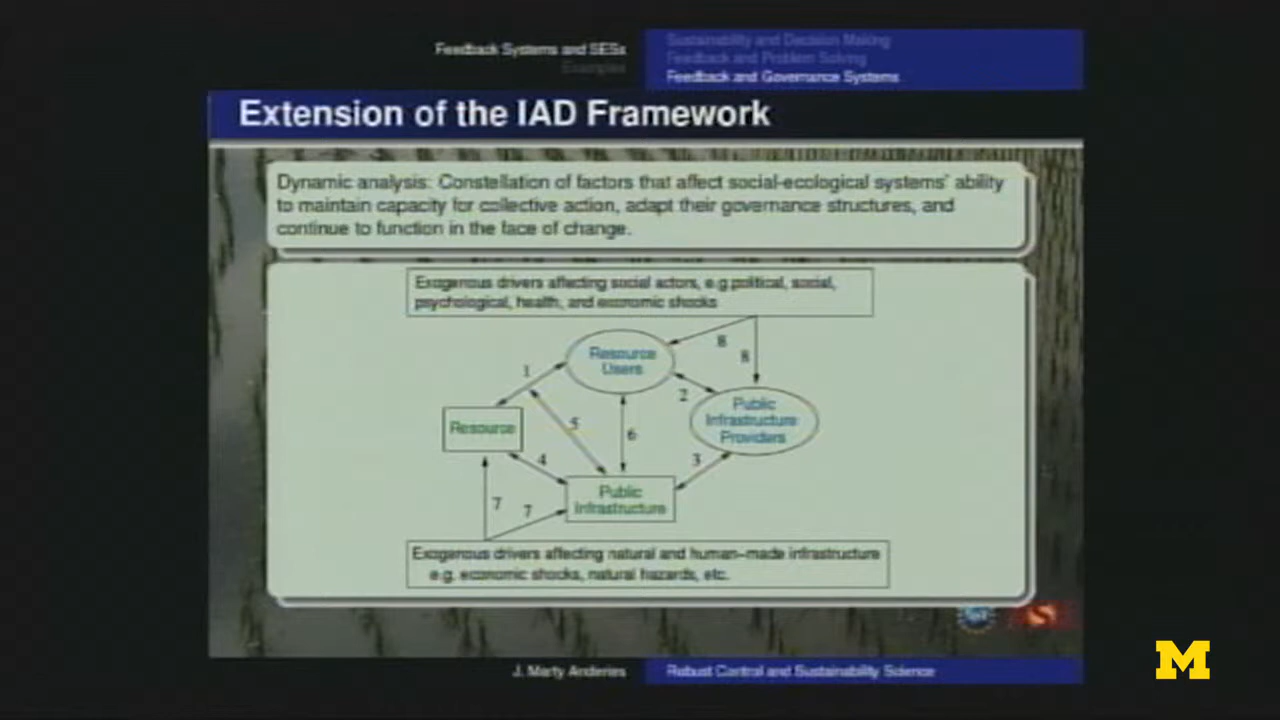 Feedback Systems and SESs
Examples
Sustainability and Decision Making
Feedback and Problem Solving
Feedback and Governance Systems
Extension of the IAD Framework
Dynamic analysis: Constellation of factors that affect social-ecological systems' ability
to maintain capacity for collective action, adapt their governance structures, and
continue to function in the face of change.
Exogenous drivers affecting social actors, e.g political, social,
psychological, health, and economic shocks
8
8
Resource
Users
1
2
Public
Infrastructure
Providers
Resource
5
6
4
3
Public
Infrastructure
7
7
Exogenous drivers affecting natural and human-made infrastructure
e.g. economic shocks, natural hazards, etc.
J. Marty Anderies
Robust Control and Sustainability Science
M